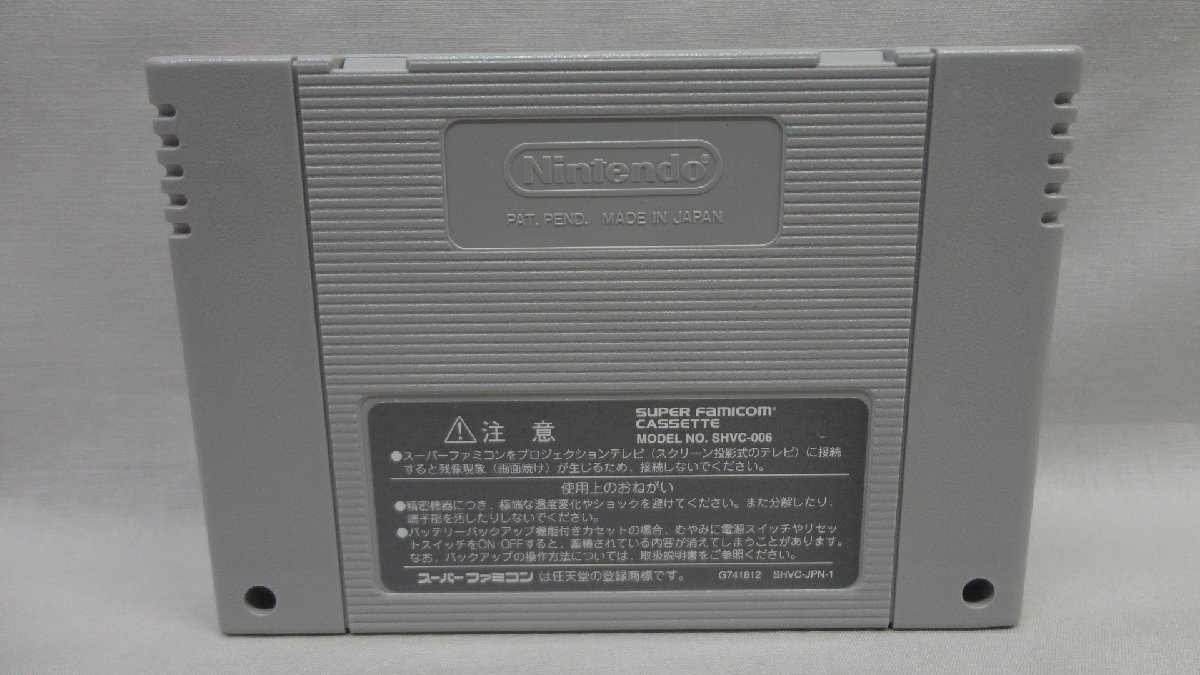 Nintendo®
PAT. PEND. MADE IN JAPAN
注意
SUPER FAMICOM
CASSETTE
MODEL NO. SHVC-006
●スーパーファミコンをプロジェクションテレビ(スクリーン投影式のテレビ)に接続
すると残像現象(画面焼け)が生じるため、接続しないでください。
使用上のおねがい
●精密機器につき、極端な温度変化やショックを避けてください。また分解したり、
端子部を汚したりしないでください。
●バッテリーバックアップ機能付きカセットの場合、むやみに電源スイッチやリセッ
トスイッチをON OFFすると、蓄積されている内容が消えてしまうことがあります。
なお、バックアップの操作方法については、取扱説明書をご参照ください。
スーパーファミコンは任天堂の登録商標です。 G741812 SHVC-JPN-1